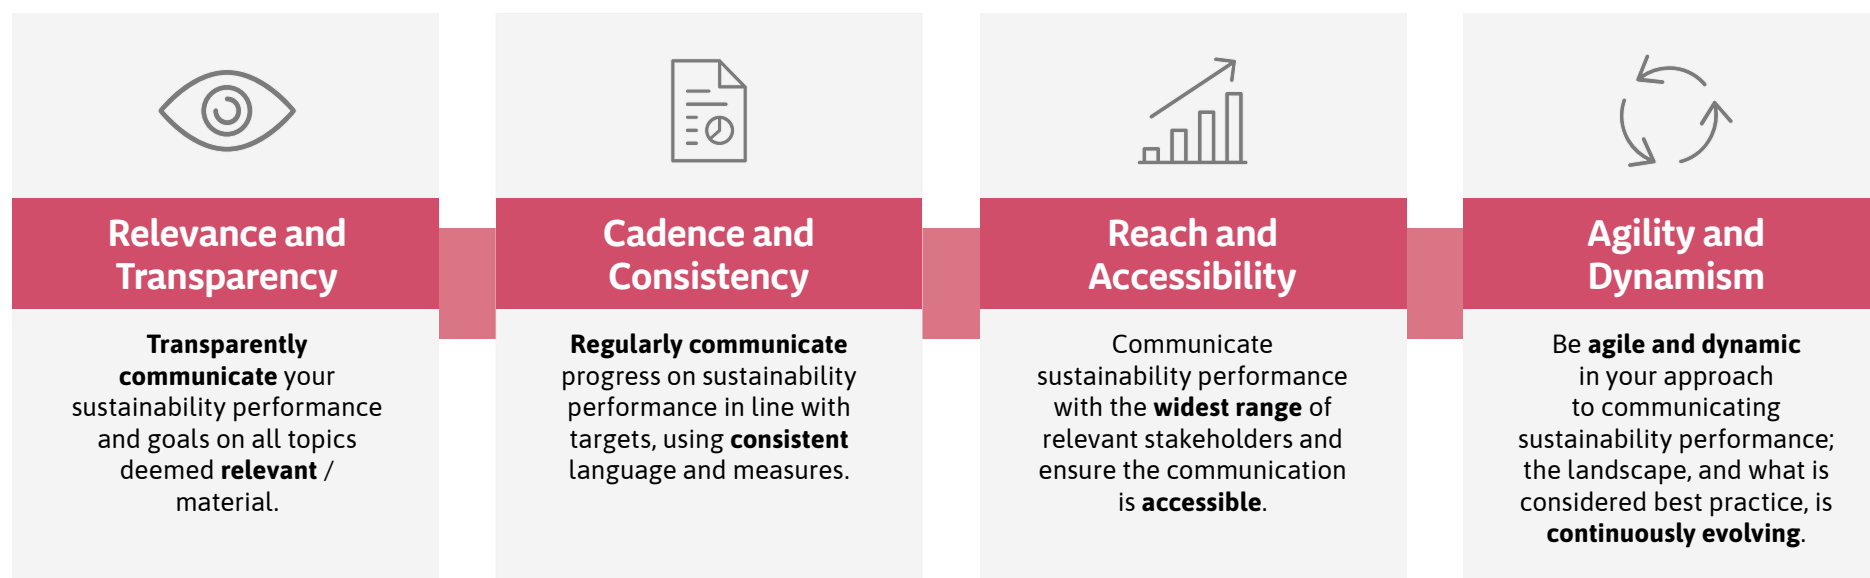 Relevance and
Transparency
Transparently
communicate your
sustainability performance
and goals on all topics
deemed relevant /
material.
Cadence and
Consistency
Regularly communicate
progress on sustainability
performance in line with
targets, using consistent
language and measures.
Reach and
Accessibility
Communicate
sustainability performance
with the widest range of
relevant stakeholders and
ensure the communication
is accessible.
Agility and
Dynamism
Be agile and dynamic
in your approach
to communicating
sustainability performance;
the landscape, and what is
considered best practice, is
continuously evolving.